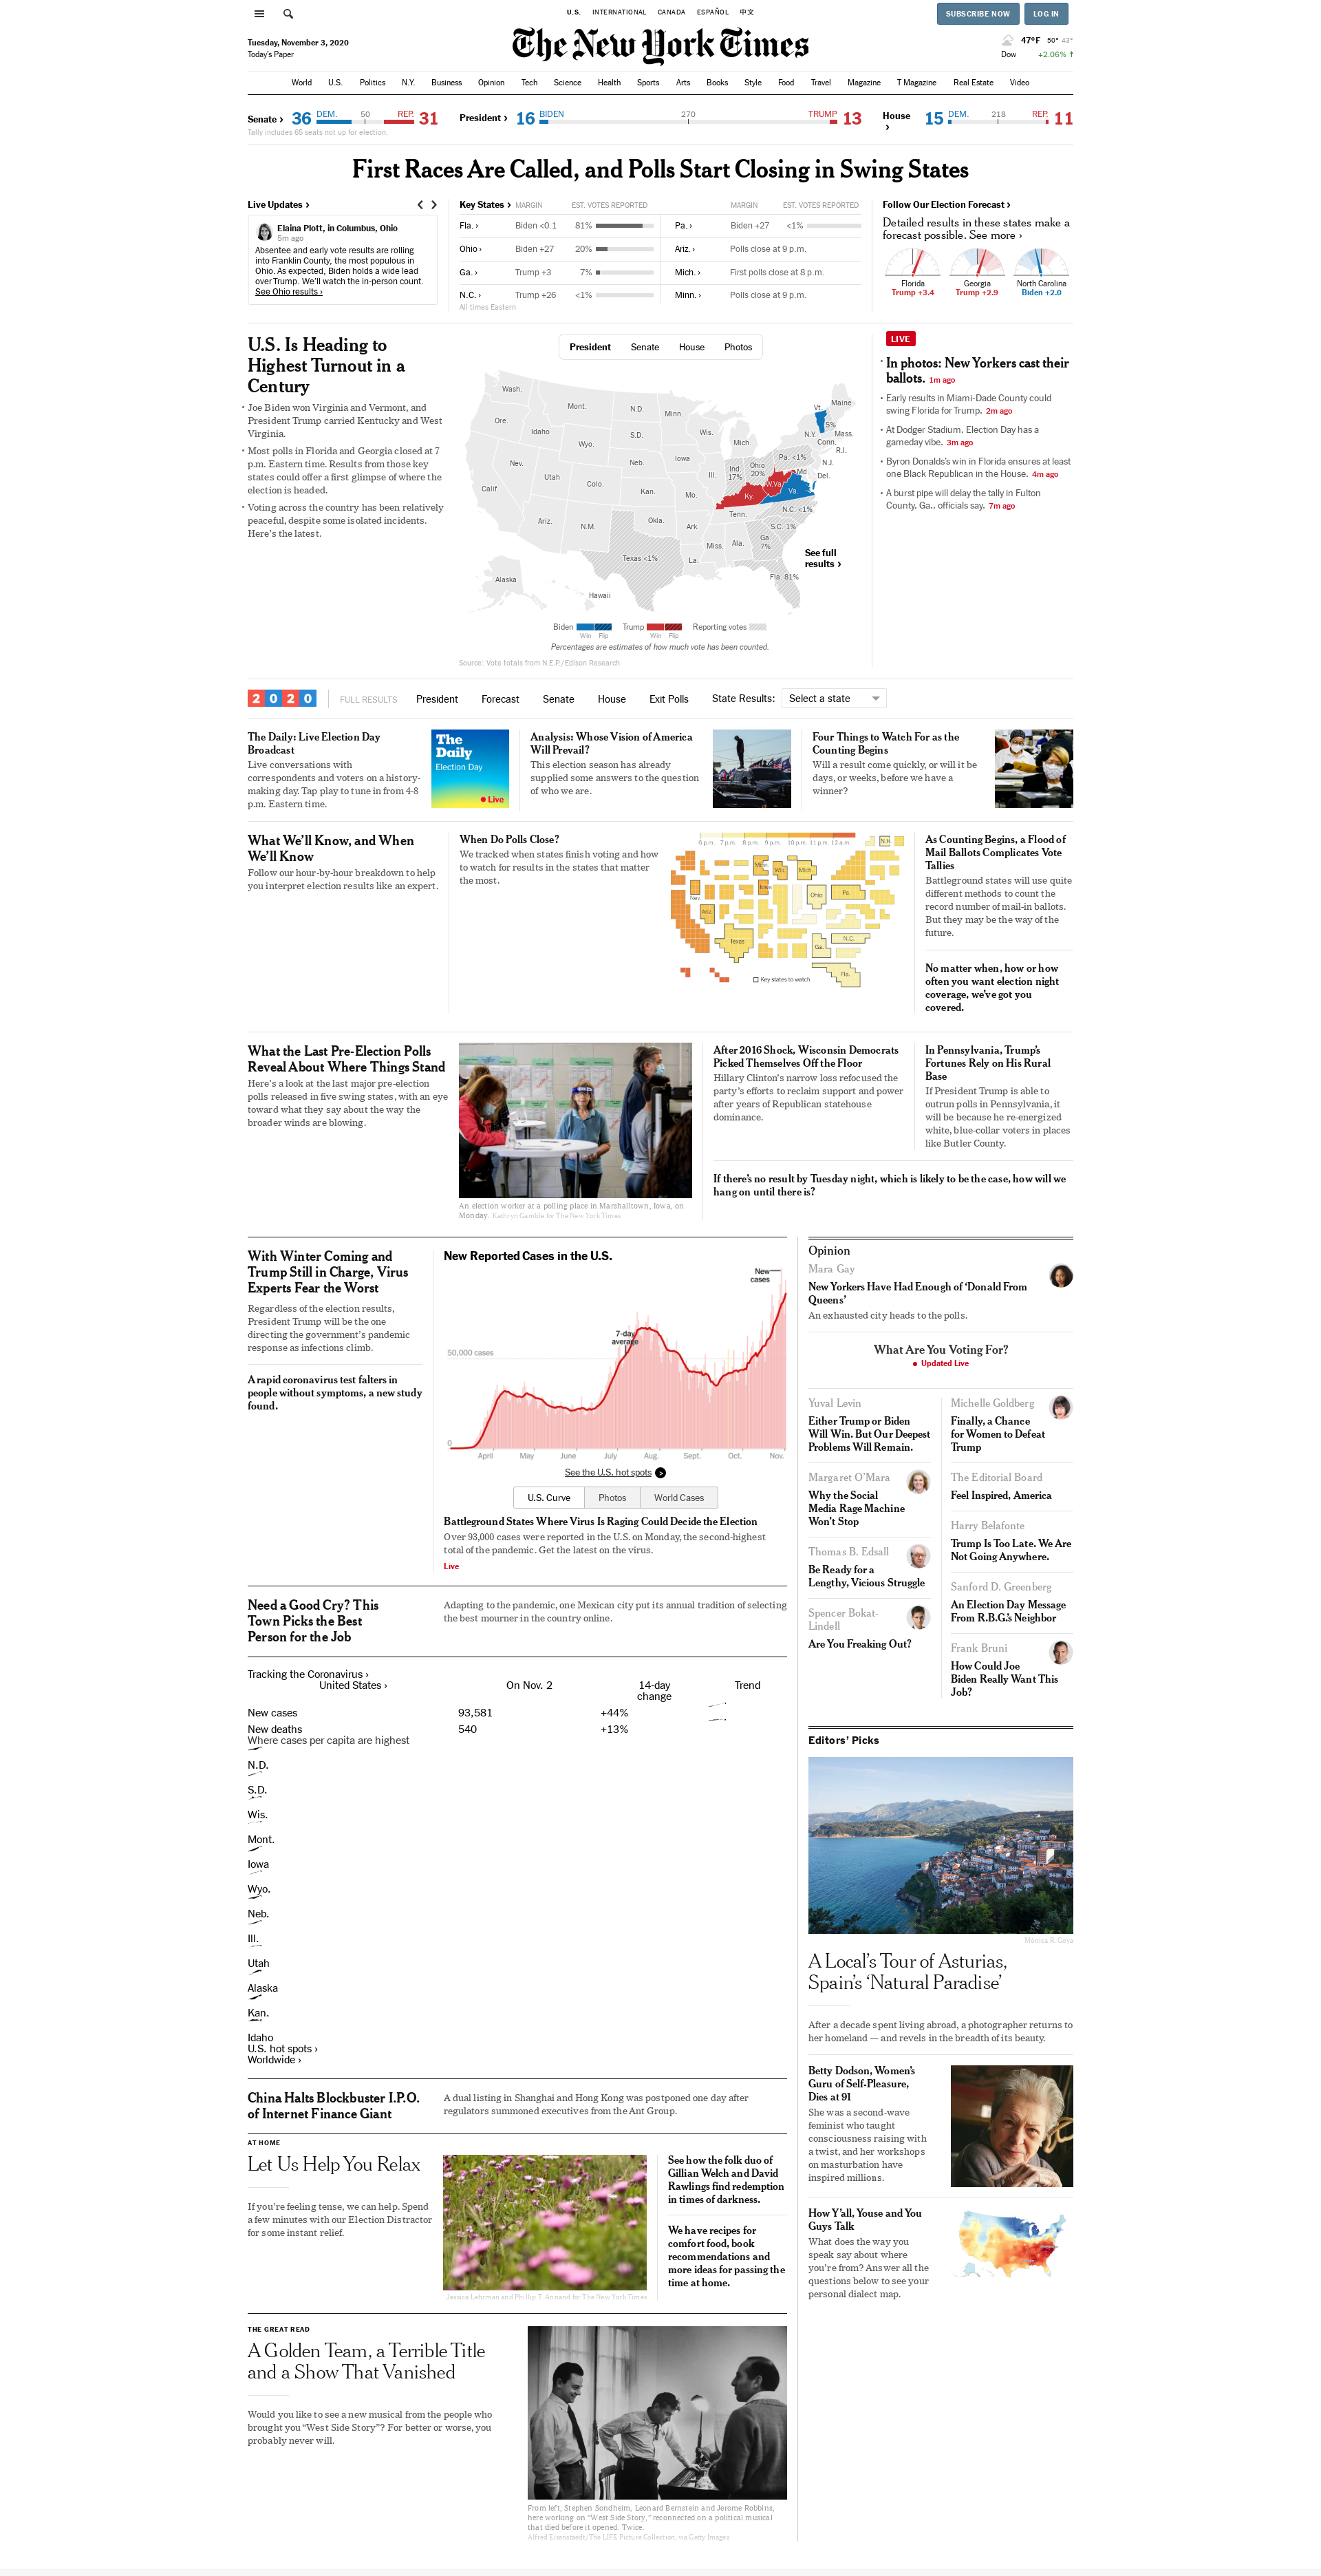 U.S. INTERNATIONAL CANADA ESPAÑOL 中文
SUBSCRIBE NOW LOG IN
Tuesday, November 3, 2020
Today's Paper
The New York Times
47°F 50° 43°
Dow +2.06% ↑
World U.S. Politics N.Y. Business Opinion Tech Science Health Sports Arts Books Style Food Travel Magazine T Magazine Real Estate Video
Senate › 36 DEM. 50 REP. 31
Tally includes 65 seats not up for election.
President › 16 BIDEN 270 TRUMP 13
House › 15 DEM. 218 REP. 11
First Races Are Called, and Polls Start Closing in Swing States
Live Updates ›
Elaina Plott, in Columbus, Ohio
5m ago
Absentee and early vote results are rolling
into Franklin County, the most populous in
Ohio. As expected, Biden holds a wide lead
over Trump. We'll watch the in-person count.
See Ohio results ›
Key States › MARGIN EST. VOTES REPORTED
Fla. › Biden <0.1 81%
Ohio › Biden +27 20%
Ga. › Trump +3 7%
N.C. › Trump +26 <1%
All times Eastern
MARGIN EST. VOTES REPORTED
Pa. › Biden +27 <1%
Ariz. › Polls close at 9 p.m.
Mich. › First polls close at 8 p.m.
Minn. › Polls close at 9 p.m.
Follow Our Election Forecast ›
Detailed results in these states make a
forecast possible. See more ›
Florida
Trump +3.4
Georgia
Trump +2.9
North Carolina
Biden +2.0
U.S. Is Heading to
Highest Turnout in a
Century
• Joe Biden won Virginia and Vermont, and
President Trump carried Kentucky and West
Virginia.
• Most polls in Florida and Georgia closed at 7
p.m. Eastern time. Results from those key
states could offer a first glimpse of where the
election is headed.
• Voting across the country has been relatively
peaceful, despite some isolated incidents.
Here's the latest.
President Senate House Photos
Wash.
Mont.
N.D.
Minn.
Vt.
Maine
Ore.
Idaho
S.D.
Wis.
Mich.
N.Y.
5%
Mass.
Conn.
R.I.
Wyo.
Iowa
Pa. <1%
N.J.
Nev.
Neb.
Ill.
Ind.
17%
Ohio
20%
Md.
Del.
Utah
Colo.
Kan.
Mo.
Ky.
W.Va.
Va.
Calif.
Tenn.
N.C. <1%
Ariz.
N.M.
Okla.
Ark.
S.C. 1%
Miss.
Ala.
Ga.
7%
Texas <1%
La.
Fla. 81%
Alaska
Hawaii
See full
results ›
Biden Win Flip Trump Win Flip Reporting votes
Percentages are estimates of how much vote has been counted.
Source: Vote totals from N.E.P./Edison Research
LIVE
• In photos: New Yorkers cast their
ballots. 1m ago
• Early results in Miami-Dade County could
swing Florida for Trump. 2m ago
• At Dodger Stadium, Election Day has a
gameday vibe. 3m ago
• Byron Donalds's win in Florida ensures at least
one Black Republican in the House. 4m ago
• A burst pipe will delay the tally in Fulton
County, Ga., officials say. 7m ago
2020 FULL RESULTS President Forecast Senate House Exit Polls State Results: Select a state
The Daily: Live Election Day
Broadcast
Live conversations with
correspondents and voters on a history-
making day. Tap play to tune in from 4-8
p.m. Eastern time.
The
Daily
Election Day
Live
Analysis: Whose Vision of America
Will Prevail?
This election season has already
supplied some answers to the question
of who we are.
Four Things to Watch For as the
Counting Begins
Will a result come quickly, or will it be
days, or weeks, before we have a
winner?
What We'll Know, and When
We'll Know
Follow our hour-by-hour breakdown to help
you interpret election results like an expert.
When Do Polls Close?
We tracked when states finish voting and how
to watch for results in the states that matter
the most.
6 p.m. 7 p.m. 8 p.m. 9 p.m. 10 p.m. 11 p.m. 12 a.m.
N.H.
Minn.
Wis.
Mich.
Nev.
Iowa
Ohio
Pa.
Ariz.
N.C.
Texas
Ga.
Fla.
Key states to watch
As Counting Begins, a Flood of
Mail Ballots Complicates Vote
Tallies
Battleground states will use quite
different methods to count the
record number of mail-in ballots.
But they may be the way of the
future.
No matter when, how or how
often you want election night
coverage, we've got you
covered.
What the Last Pre-Election Polls
Reveal About Where Things Stand
Here's a look at the last major pre-election
polls released in five swing states, with an eye
toward what they say about the way the
broader winds are blowing.
An election worker at a polling place in Marshalltown, Iowa, on
Monday. Kathryn Gamble for The New York Times
After 2016 Shock, Wisconsin Democrats
Picked Themselves Off the Floor
Hillary Clinton's narrow loss refocused the
party's efforts to reclaim support and power
after years of Republican statehouse
dominance.
In Pennsylvania, Trump's
Fortunes Rely on His Rural
Base
If President Trump is able to
outrun polls in Pennsylvania, it
will be because he re-energized
white, blue-collar voters in places
like Butler County.
If there's no result by Tuesday night, which is likely to be the case, how will we
hang on until there is?
With Winter Coming and
Trump Still in Charge, Virus
Experts Fear the Worst
Regardless of the election results,
President Trump will be the one
directing the government's pandemic
response as infections climb.
A rapid coronavirus test falters in
people without symptoms, a new study
found.
New Reported Cases in the U.S.
New
cases
7-day
average
50,000 cases
0
April May June July Aug. Sept. Oct. Nov.
See the U.S. hot spots
U.S. Curve Photos World Cases
Battleground States Where Virus Is Raging Could Decide the Election
Over 93,000 cases were reported in the U.S. on Monday, the second-highest
total of the pandemic. Get the latest on the virus.
Live
Need a Good Cry? This
Town Picks the Best
Person for the Job
Adapting to the pandemic, one Mexican city put its annual tradition of selecting
the best mourner in the country online.
Tracking the Coronavirus ›
United States › On Nov. 2 14-day
change Trend
New cases 93,581 +44%
New deaths 540 +13%
Where cases per capita are highest
N.D.
S.D.
Wis.
Mont.
Iowa
Wyo.
Neb.
Ill.
Utah
Alaska
Kan.
Idaho
U.S. hot spots ›
Worldwide ›
China Halts Blockbuster I.P.O.
of Internet Finance Giant
A dual listing in Shanghai and Hong Kong was postponed one day after
regulators summoned executives from the Ant Group.
AT HOME
Let Us Help You Relax
If you're feeling tense, we can help. Spend
a few minutes with our Election Distractor
for some instant relief.
Jessica Lehrman and Phillip T. Annand for The New York Times
See how the folk duo of
Gillian Welch and David
Rawlings find redemption
in times of darkness.
We have recipes for
comfort food, book
recommendations and
more ideas for passing the
time at home.
THE GREAT READ
A Golden Team, a Terrible Title
and a Show That Vanished
Would you like to see a new musical from the people who
brought you “West Side Story”? For better or worse, you
probably never will.
From left, Stephen Sondheim, Leonard Bernstein and Jerome Robbins,
here working on “West Side Story,” reconnected on a political musical
that died before it opened. Twice.
Alfred Eisenstaedt/The LIFE Picture Collection, via Getty Images
Opinion
Mara Gay
New Yorkers Have Had Enough of ‘Donald From
Queens’
An exhausted city heads to the polls.
What Are You Voting For?
Updated Live
Yuval Levin
Either Trump or Biden
Will Win. But Our Deepest
Problems Will Remain.
Margaret O'Mara
Why the Social
Media Rage Machine
Won't Stop
Thomas B. Edsall
Be Ready for a
Lengthy, Vicious Struggle
Spencer Bokat-
Lindell
Are You Freaking Out?
Michelle Goldberg
Finally, a Chance
for Women to Defeat
Trump
The Editorial Board
Feel Inspired, America
Harry Belafonte
Trump Is Too Late. We Are
Not Going Anywhere.
Sanford D. Greenberg
An Election Day Message
From R.B.G.'s Neighbor
Frank Bruni
How Could Joe
Biden Really Want This
Job?
Editors' Picks
Mónica R. Goya
A Local's Tour of Asturias,
Spain's ‘Natural Paradise’
After a decade spent living abroad, a photographer returns to
her homeland — and revels in the breadth of its beauty.
Betty Dodson, Women's
Guru of Self-Pleasure,
Dies at 91
She was a second-wave
feminist who taught
consciousness raising with
a twist, and her workshops
on masturbation have
inspired millions.
How Y'all, Youse and You
Guys Talk
What does the way you
speak say about where
you're from? Answer all the
questions below to see your
personal dialect map.